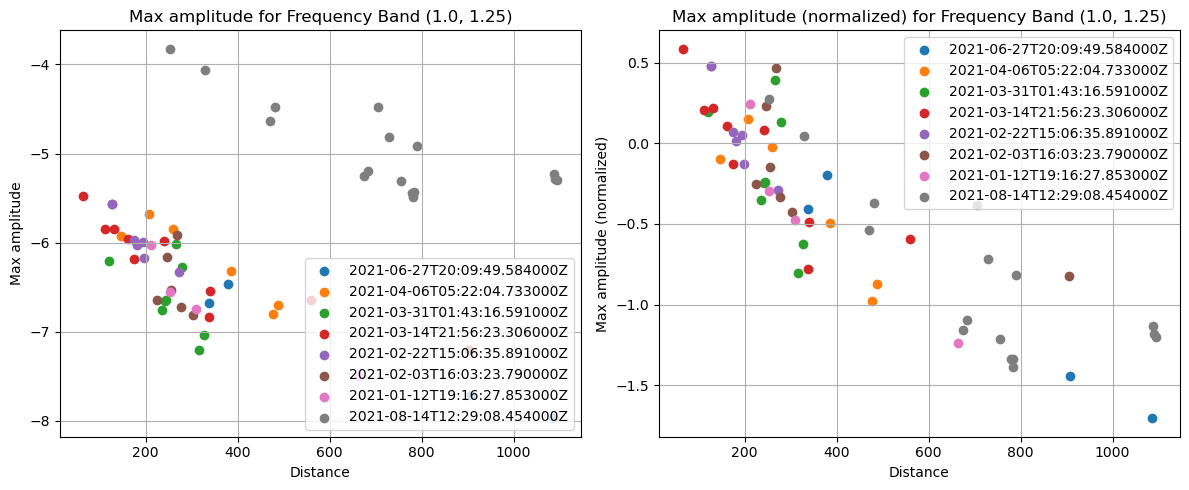 Max amplitude for Frequency Band (1.0, 1.25)
Max amplitude
−4
−5
−6
−7
−8
2021-06-27T20:09:49.584000Z
2021-04-06T05:22:04.733000Z
2021-03-31T01:43:16.591000Z
2021-03-14T21:56:23.306000Z
2021-02-22T15:06:35.891000Z
2021-02-03T16:03:23.790000Z
2021-01-12T19:16:27.853000Z
2021-08-14T12:29:08.454000Z
200 400 600 800 1000
Distance
Max amplitude (normalized) for Frequency Band (1.0, 1.25)
Max amplitude (normalized)
0.5
0.0
−0.5
−1.0
−1.5
2021-06-27T20:09:49.584000Z
2021-04-06T05:22:04.733000Z
2021-03-31T01:43:16.591000Z
2021-03-14T21:56:23.306000Z
2021-02-22T15:06:35.891000Z
2021-02-03T16:03:23.790000Z
2021-01-12T19:16:27.853000Z
2021-08-14T12:29:08.454000Z
200 400 600 800 1000
Distance